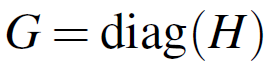 G = diag(H)